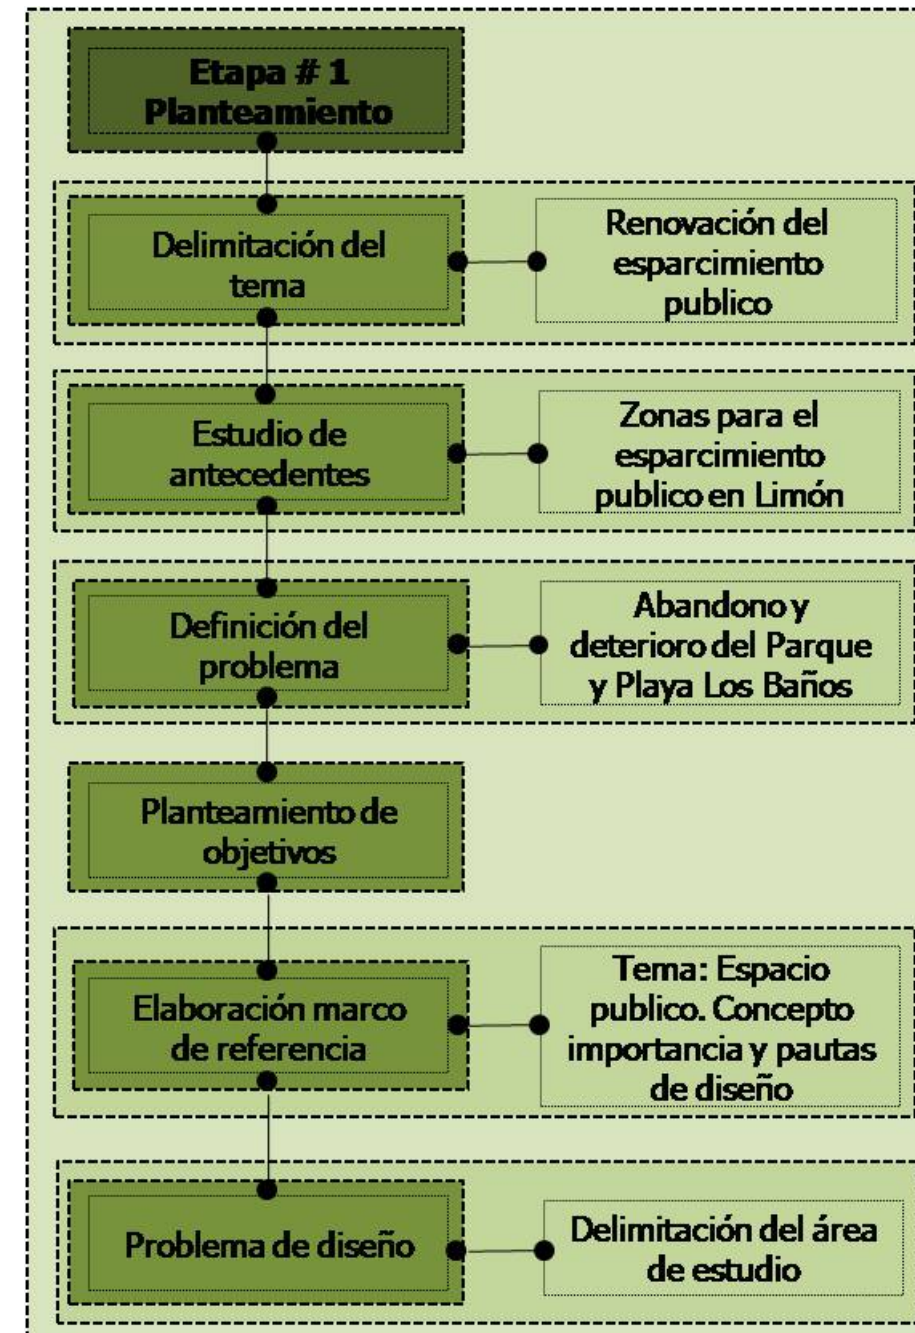 Etapa # 1
Planteamiento
Delimitación del
tema
Renovación del
esparcimiento
publico
Estudio de
antecedentes
Zonas para el
esparcimiento
publico en Limón
Definición del
problema
Abandono y
deterioro del Parque
y Playa Los Baños
Planteamiento de
objetivos
Elaboración marco
de referencia
Tema: Espacio
publico. Concepto
importancia y pautas
de diseño
Problema de diseño
Delimitación del área
de estudio